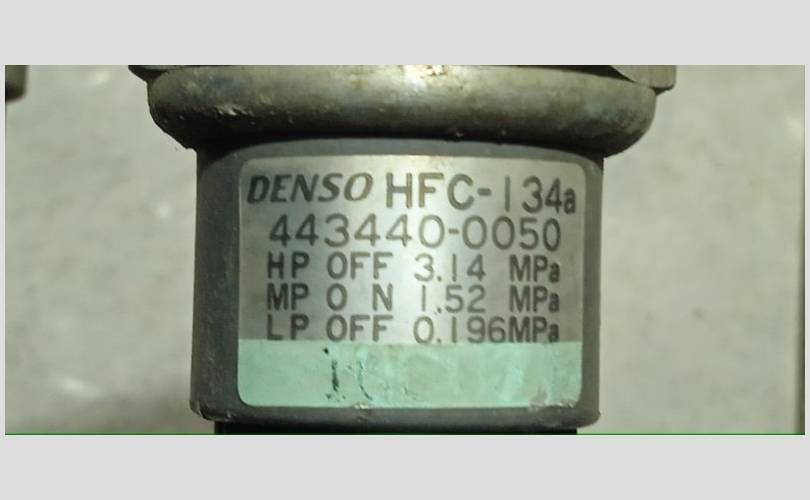 DENSO HFC-134a
443440-0050
HP OFF 3.14 MPa
MP O N 1.52 MPa
LP OFF 0.196MPa